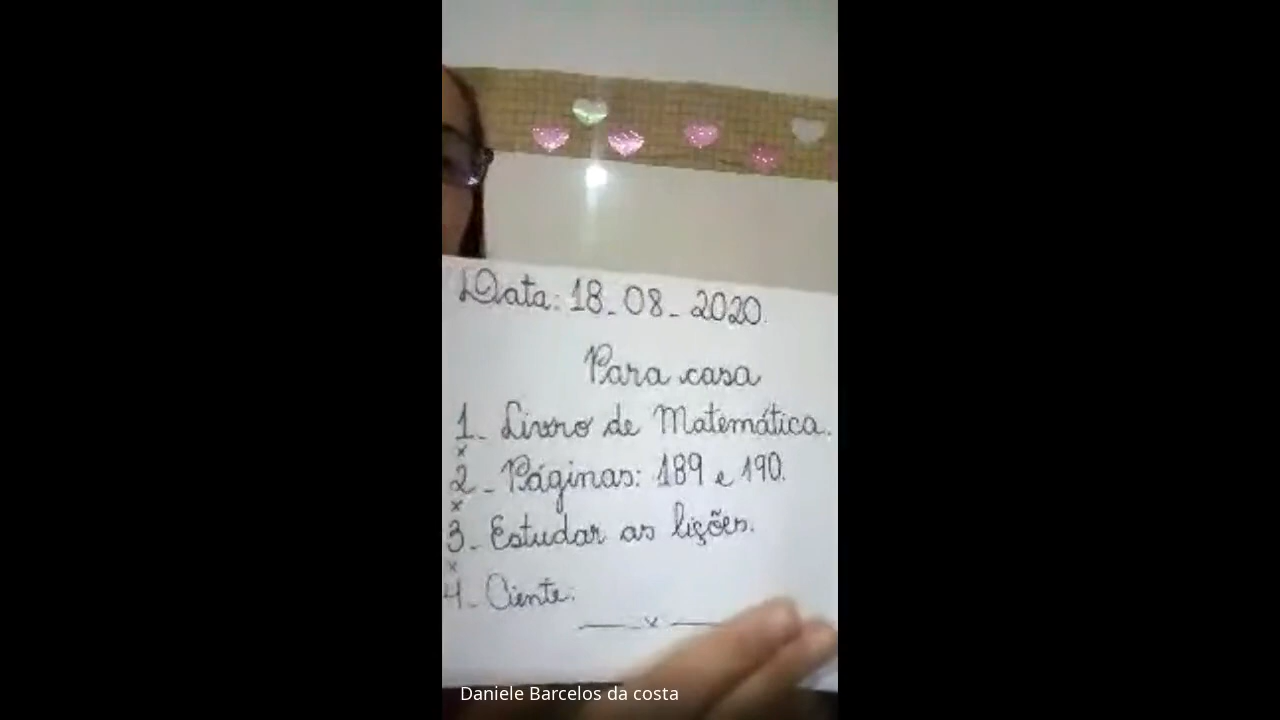 Data: 18-08-2020.
Para casa
1- Livro de Matemática.
x
2- Páginas: 189 e 190.
x
3- Estudar as lições.
x
4- Ciente:
x
Daniele Barcelos da costa